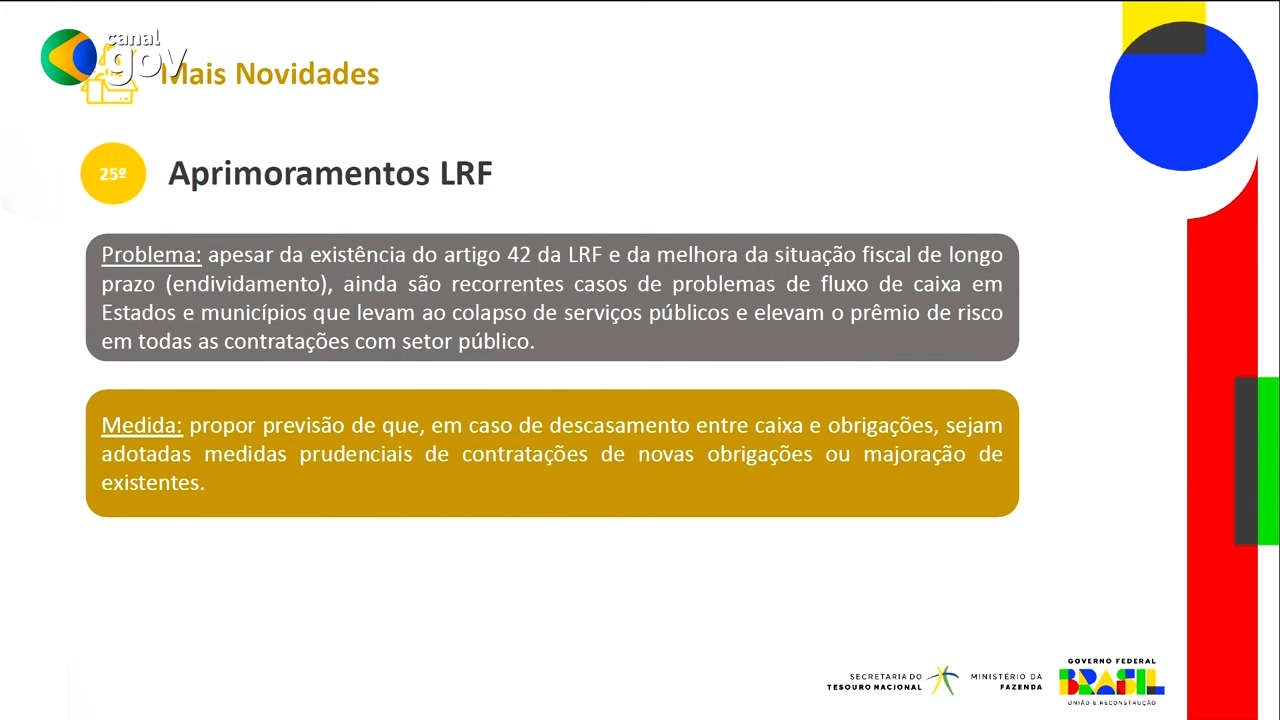 canal
gov
Mais Novidades
25º
Aprimoramentos LRF
Problema: apesar da existência do artigo 42 da LRF e da melhora da situação fiscal de longo
prazo (endividamento), ainda são recorrentes casos de problemas de fluxo de caixa em
Estados e municípios que levam ao colapso de serviços públicos e elevam o prêmio de risco
em todas as contratações com setor público.
Medida: propor previsão de que, em caso de descasamento entre caixa e obrigações, sejam
adotadas medidas prudenciais de contratações de novas obrigações ou majoração de
existentes.
SECRETARIA DO
TESOURO NACIONAL
MINISTÉRIO DA
FAZENDA
GOVERNO FEDERAL
BRASIL
UNIÃO E RECONSTRUÇÃO